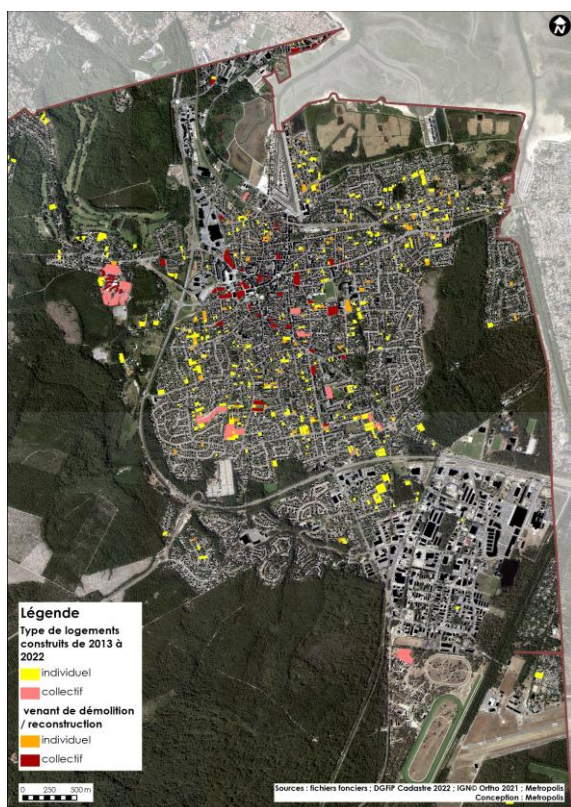 N
Légende
Type de logements
construits de 2013 à
2022
individuel
collectif
venant de démolition
/ reconstruction
individuel
collectif
0 250 500 m
Sources : fichiers fonciers ; DGFiP Cadastre 2022 ; IGN© Ortho 2021 ; Metropolis
Conception : Metropolis